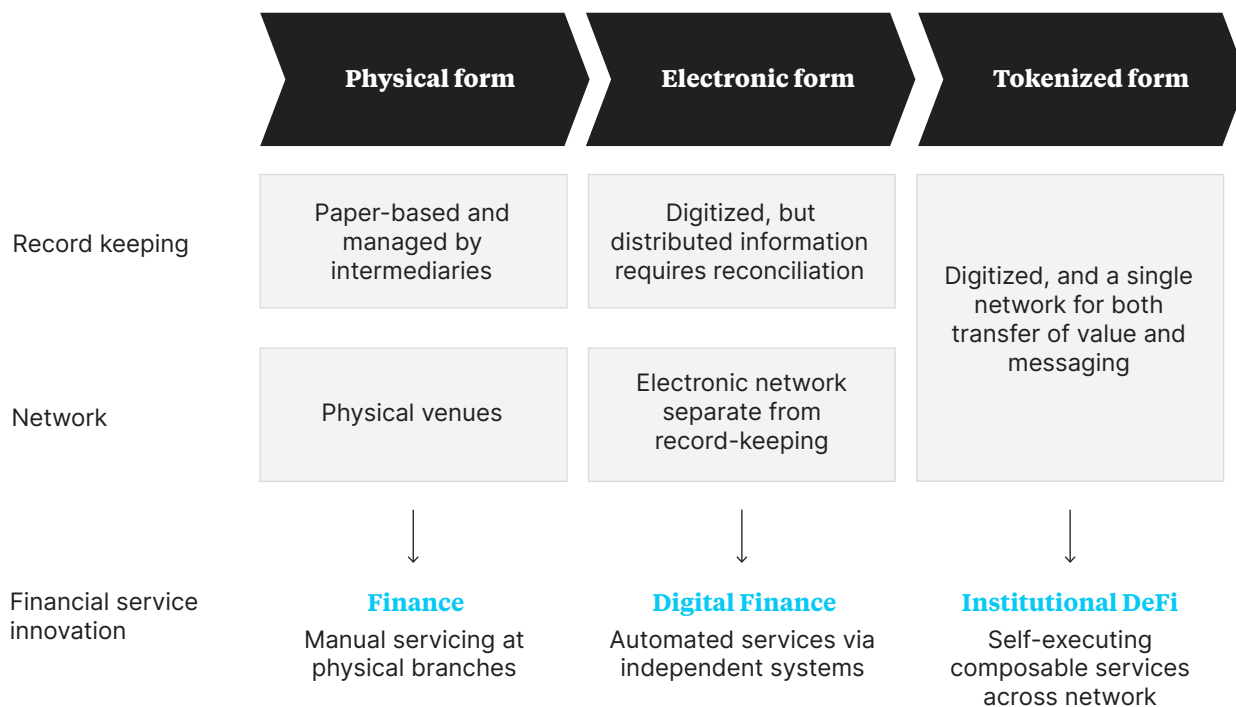 Physical form
Electronic form
Tokenized form
Record keeping
Paper-based and
managed by
intermediaries
Digitized, but
distributed information
requires reconciliation
Digitized, and a single
network for both
transfer of value and
messaging
Network
Physical venues
Electronic network
separate from
record-keeping
Financial service
innovation
Finance
Manual servicing at
physical branches
Digital Finance
Automated services via
independent systems
Institutional DeFi
Self-executing
composable services
across network